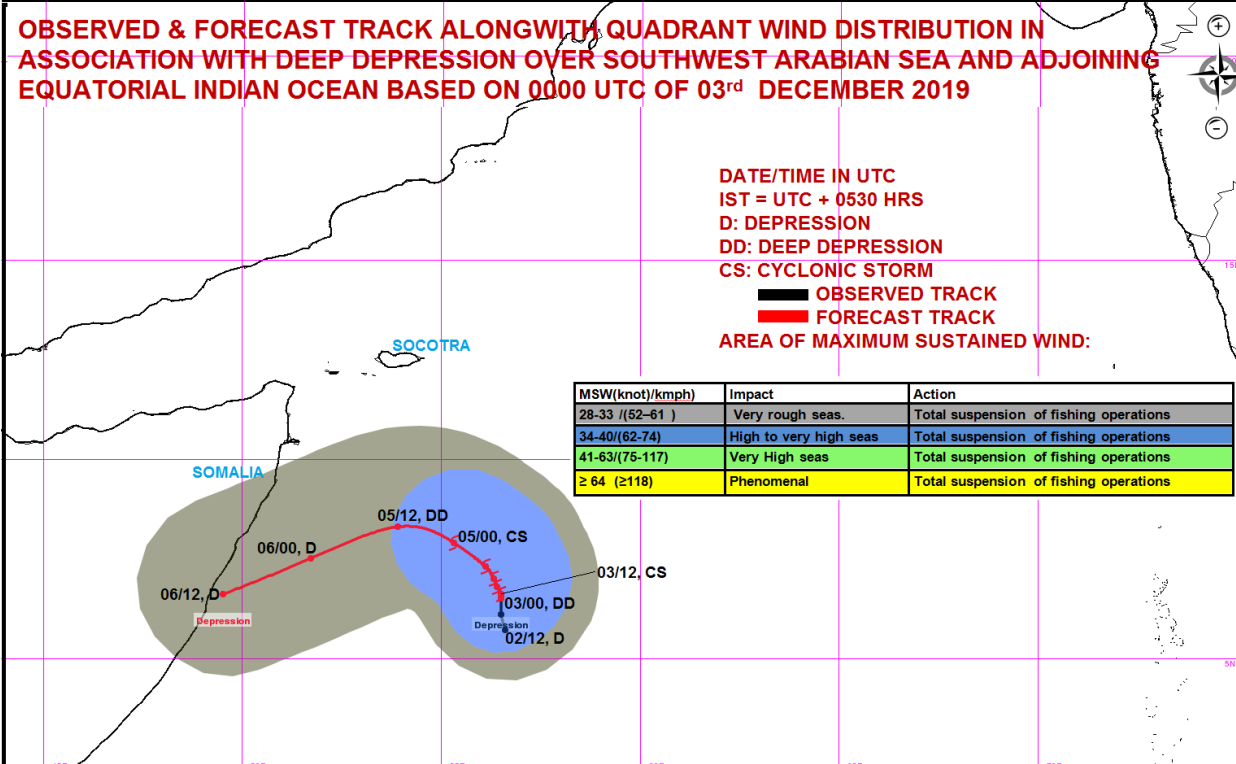 OBSERVED & FORECAST TRACK ALONGWITH QUADRANT WIND DISTRIBUTION IN
ASSOCIATION WITH DEEP DEPRESSION OVER SOUTHWEST ARABIAN SEA AND ADJOINING
EQUATORIAL INDIAN OCEAN BASED ON 0000 UTC OF 03rd DECEMBER 2019
DATE/TIME IN UTC
IST = UTC + 0530 HRS
D: DEPRESSION
DD: DEEP DEPRESSION
CS: CYCLONIC STORM
OBSERVED TRACK
FORECAST TRACK
AREA OF MAXIMUM SUSTAINED WIND:
15N
SOCOTRA
MSW(knot)/kmph) Impact Action
28-33 /(52–61 ) Very rough seas. Total suspension of fishing operations
34-40/(62-74) High to very high seas Total suspension of fishing operations
41-63/(75-117) Very High seas Total suspension of fishing operations
≥ 64 (≥118) Phenomenal Total suspension of fishing operations
SOMALIA
05/12, DD
05/00, CS
06/00, D
03/12, CS
06/12, D
03/00, DD
Depression
Depression
02/12, D
5N